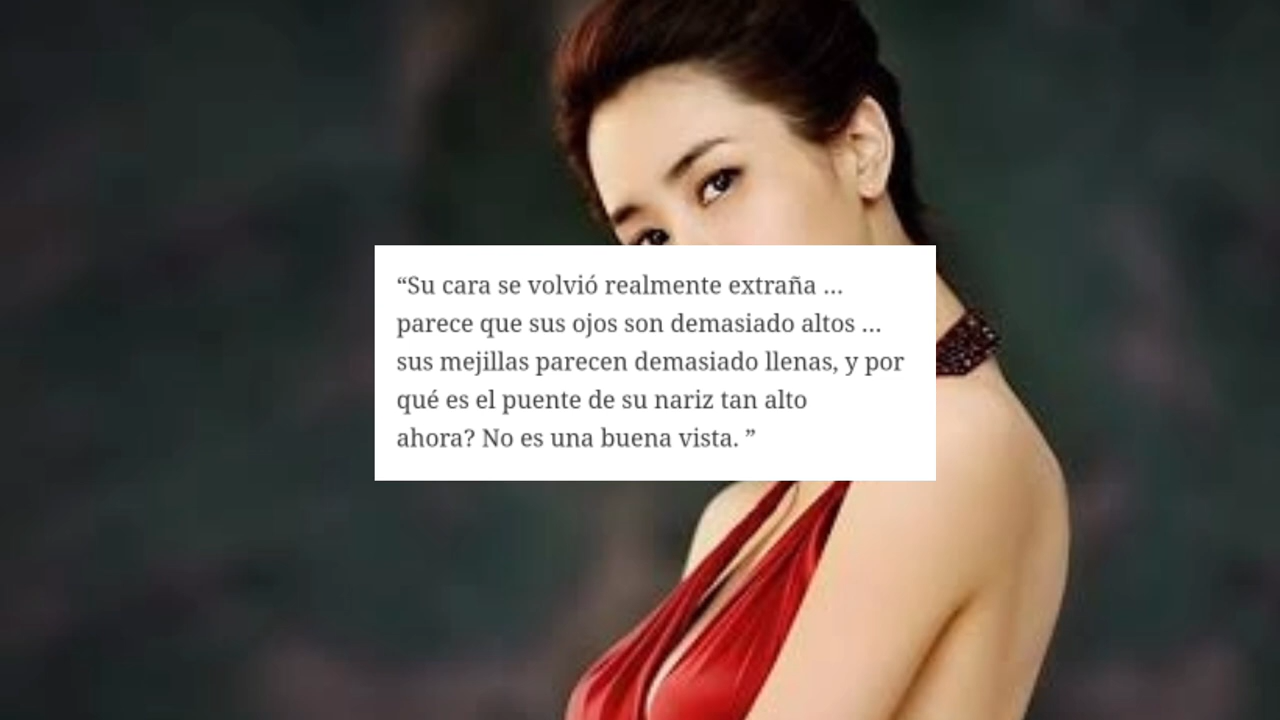 “Su cara se volvió realmente extraña ...
parece que sus ojos son demasiado altos ...
sus mejillas parecen demasiado llenas, y por
qué es el puente de su nariz tan alto
ahora? No es una buena vista. ”